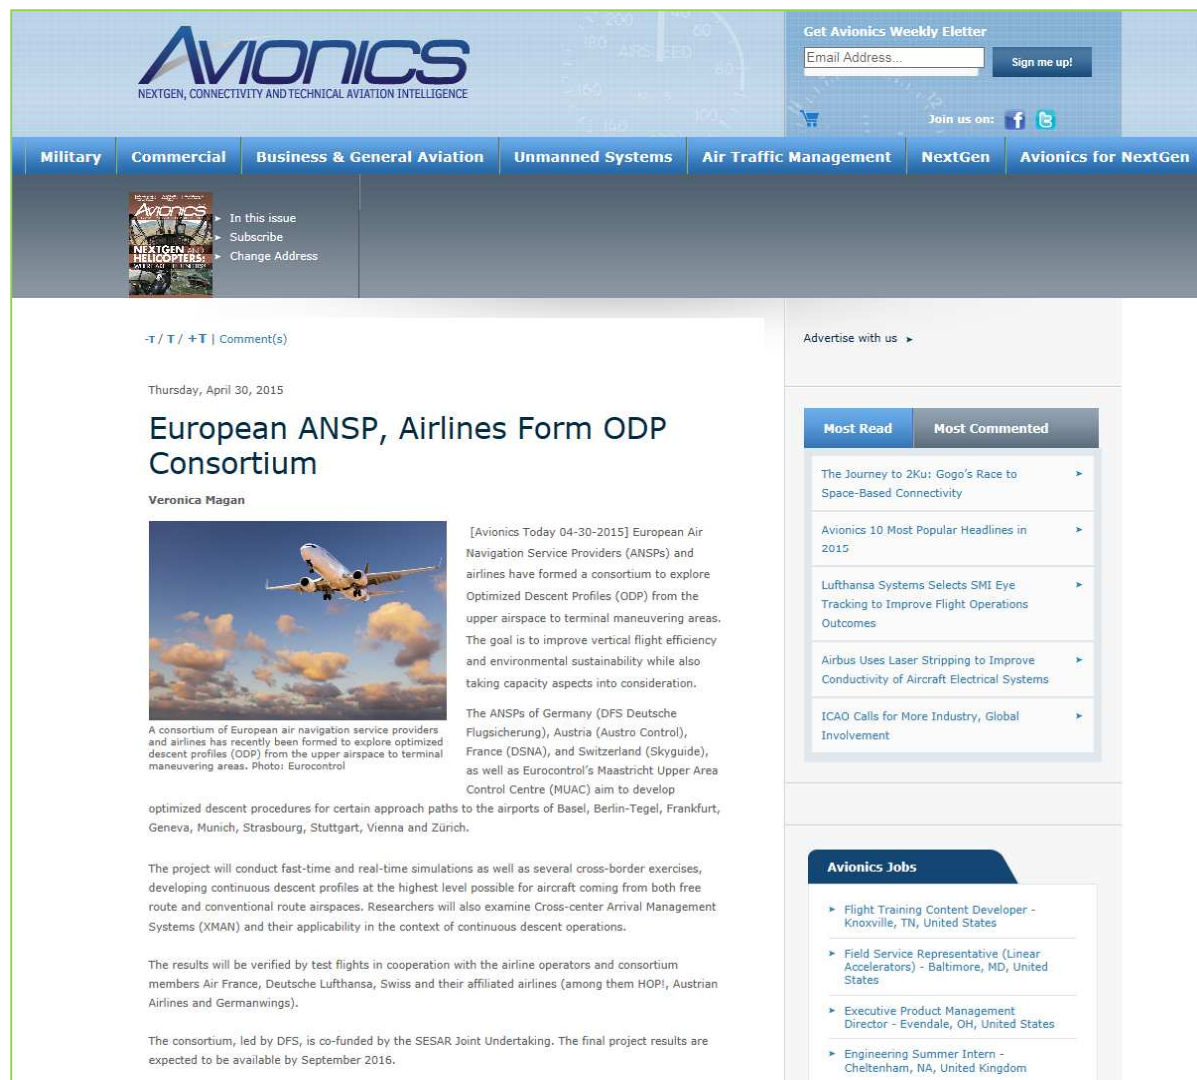 AVIONICS
NEXTGEN, CONNECTIVITY AND TECHNICAL AVIATION INTELLIGENCE
Get Avionics Weekly Eletter
Email Address...
Sign me up!
Join us on:
Military
Commercial
Business & General Aviation
Unmanned Systems
Air Traffic Management
NextGen
Avionics for NextGen
AVIONICS
NEXTGEN AND
HELICOPTERS:
In this issue
Subscribe
Change Address
-T / T / +T | Comment(s)
Thursday, April 30, 2015
European ANSP, Airlines Form ODP
Consortium
Veronica Magan
[Avionics Today 04-30-2015] European Air
Navigation Service Providers (ANSPs) and
airlines have formed a consortium to explore
Optimized Descent Profiles (ODP) from the
upper airspace to terminal maneuvering areas.
The goal is to improve vertical flight efficiency
and environmental sustainability while also
taking capacity aspects into consideration.
A consortium of European air navigation service providers
and airlines has recently been formed to explore optimized
descent profiles (ODP) from the upper airspace to terminal
maneuvering areas. Photo: Eurocontrol
The ANSPs of Germany (DFS Deutsche
Flugsicherung), Austria (Austro Control),
France (DSNA), and Switzerland (Skyguide),
as well as Eurocontrol's Maastricht Upper Area
Control Centre (MUAC) aim to develop
optimized descent procedures for certain approach paths to the airports of Basel, Berlin-Tegel, Frankfurt,
Geneva, Munich, Strasbourg, Stuttgart, Vienna and Zürich.
The project will conduct fast-time and real-time simulations as well as several cross-border exercises,
developing continuous descent profiles at the highest level possible for aircraft coming from both free
route and conventional route airspaces. Researchers will also examine Cross-center Arrival Management
Systems (XMAN) and their applicability in the context of continuous descent operations.
The results will be verified by test flights in cooperation with the airline operators and consortium
members Air France, Deutsche Lufthansa, Swiss and their affiliated airlines (among them HOP!, Austrian
Airlines and Germanwings).
The consortium, led by DFS, is co-funded by the SESAR Joint Undertaking. The final project results are
expected to be available by September 2016.
Advertise with us
Most Read
Most Commented
The Journey to 2Ku: Gogo's Race to
Space-Based Connectivity
Avionics 10 Most Popular Headlines in
2015
Lufthansa Systems Selects SMI Eye
Tracking to Improve Flight Operations
Outcomes
Airbus Uses Laser Stripping to Improve
Conductivity of Aircraft Electrical Systems
ICAO Calls for More Industry, Global
Involvement
Avionics Jobs
Flight Training Content Developer -
Knoxville, TN, United States
Field Service Representative (Linear
Accelerators) - Baltimore, MD, United
States
Executive Product Management
Director - Evendale, OH, United States
Engineering Summer Intern -
Cheltenham, NA, United Kingdom